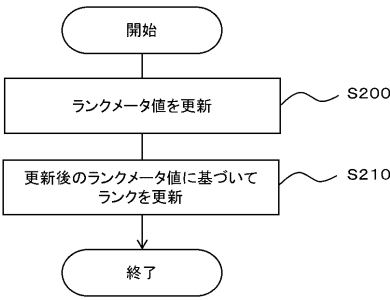 開始
ランクメータ値を更新
S200
更新後のランクメータ値に基づいて
ランクを更新
S210
終了